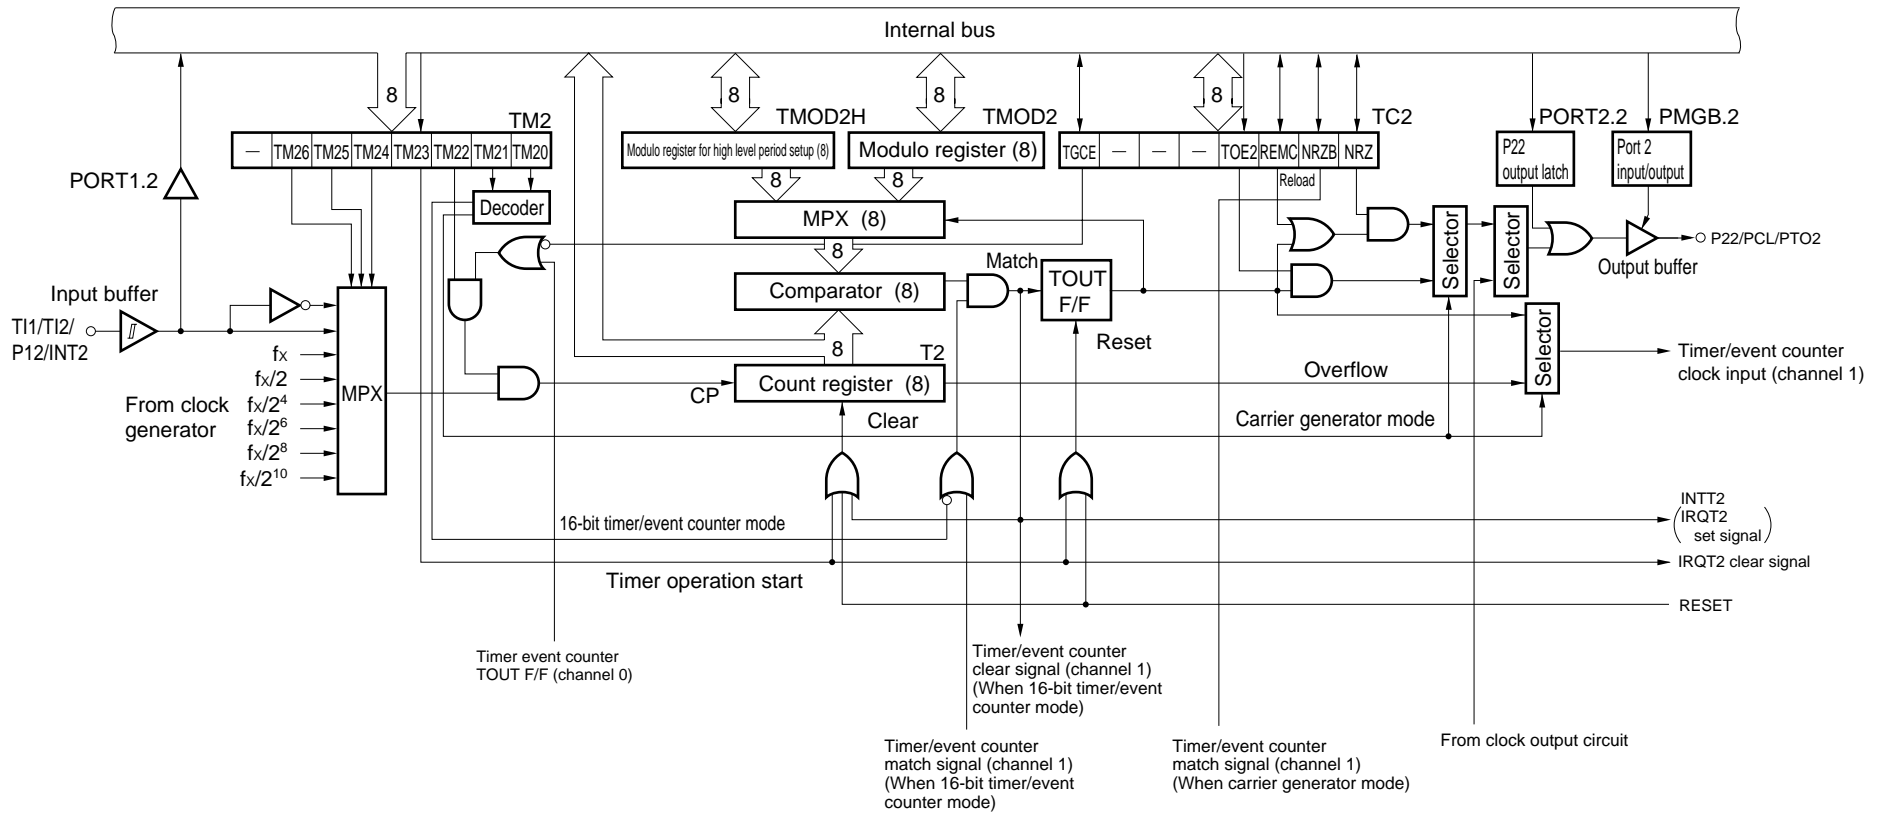 Internal bus
8
8
8
8
TM2
TMOD2H
TMOD2
TC2
PORT2.2
PMGB.2
— TM26 TM25 TM24 TM23 TM22 TM21 TM20
Modulo register for high level period setup (8)
Modulo register (8)
TGCE — — — TOE2 REMC NRZB NRZ
P22
output latch
Port 2
input/output
PORT1.2
Decoder
8
8
Reload
MPX (8)
Selector
Selector
P22/PCL/PTO2
Output buffer
8
Match
Input buffer
Comparator (8)
TOUT
F/F
TI1/TI2/
P12/INT2
Reset
8
T2
Selector
Timer/event counter
clock input (channel 1)
fX
fX/2
fX/2⁴
fX/2⁶
fX/2⁸
fX/2¹⁰
From clock
generator
MPX
CP
Count register (8)
Overflow
Clear
Carrier generator mode
16-bit timer/event counter mode
INTT2
(IRQT2
set signal)
Timer operation start
IRQT2 clear signal
RESET
Timer event counter
TOUT F/F (channel 0)
Timer/event counter
clear signal (channel 1)
(When 16-bit timer/event
counter mode)
Timer/event counter
match signal (channel 1)
(When 16-bit timer/event
counter mode)
Timer/event counter
match signal (channel 1)
(When carrier generator mode)
From clock output circuit